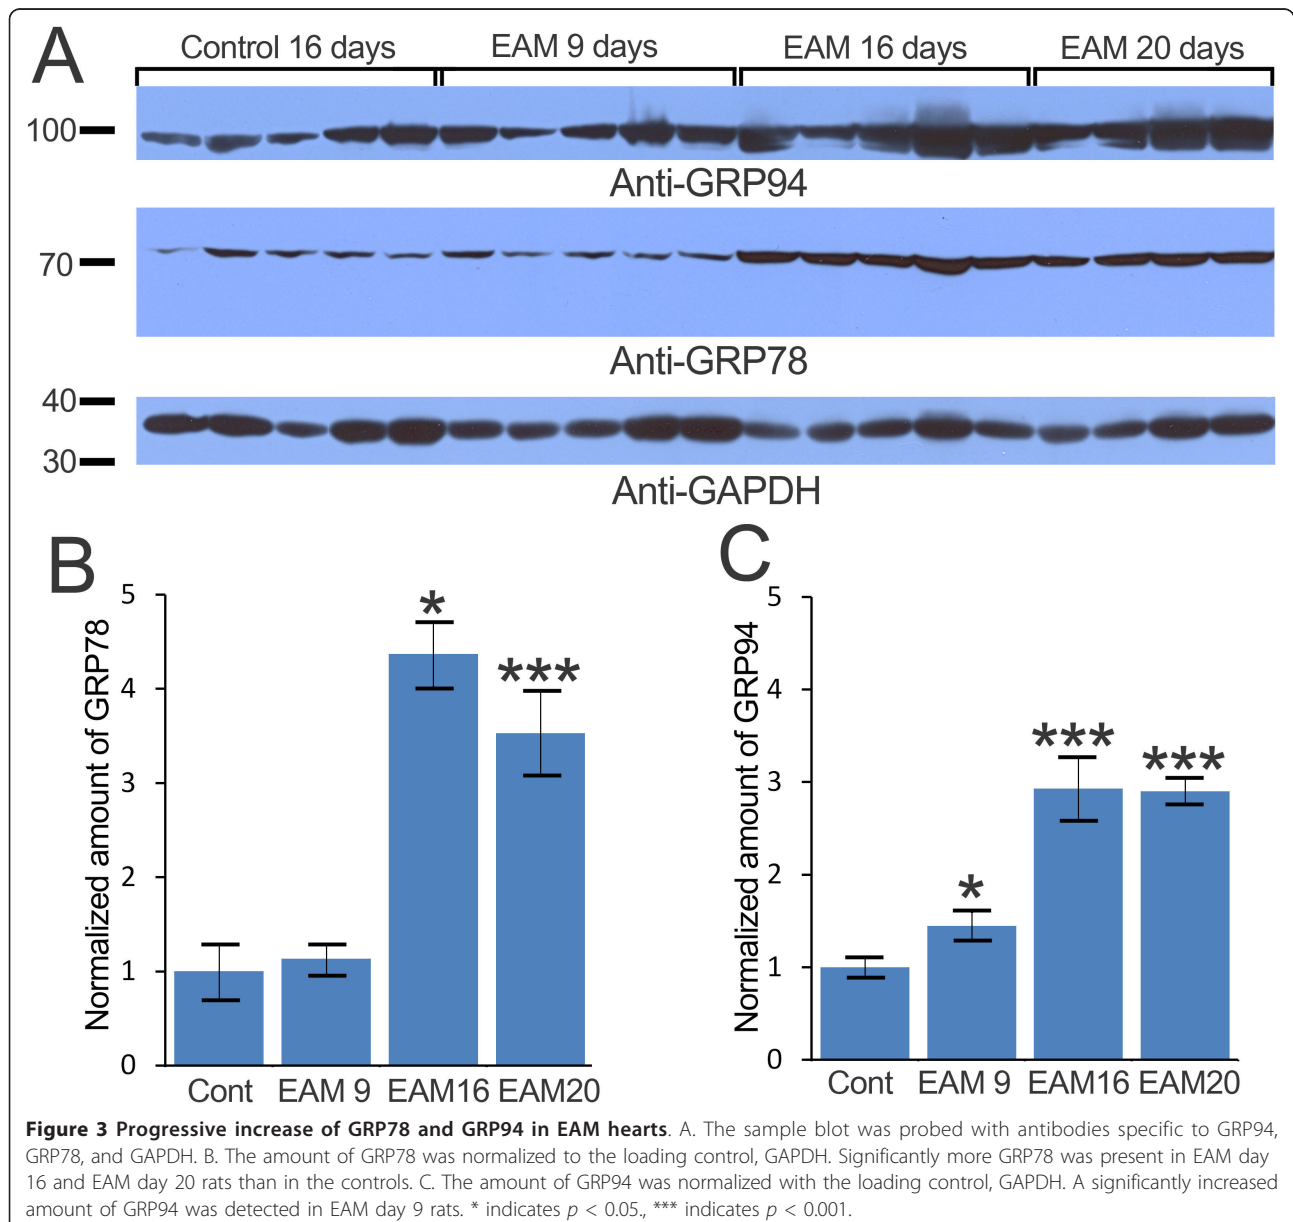 A
Control 16 days EAM 9 days EAM 16 days EAM 20 days
100
Anti-GRP94
70
Anti-GRP78
40
30
Anti-GAPDH
B
Normalized amount of GRP78
5
4
3
2
1
0
* ***
Cont EAM 9 EAM16 EAM20
C
Normalized amount of GRP94
5
4
3
2
1
0
* *** ***
Cont EAM 9 EAM16 EAM20
Figure 3 Progressive increase of GRP78 and GRP94 in EAM hearts. A. The sample blot was probed with antibodies specific to GRP94,
GRP78, and GAPDH. B. The amount of GRP78 was normalized to the loading control, GAPDH. Significantly more GRP78 was present in EAM day
16 and EAM day 20 rats than in the controls. C. The amount of GRP94 was normalized with the loading control, GAPDH. A significantly increased
amount of GRP94 was detected in EAM day 9 rats. * indicates p < 0.05., *** indicates p < 0.001.